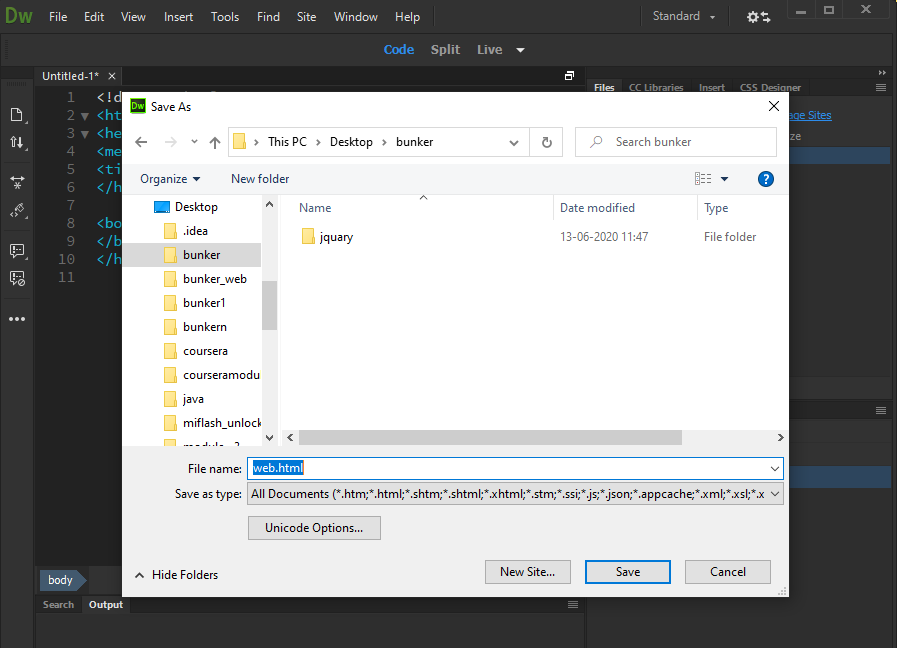 Dw File Edit View Insert Tools Find Site Window Help Standard
Code Split Live
Untitled-1*
Files CC Libraries Insert CSS Designer
1 <!d
2 <ht
3 <he
4 <me
5 <ti
6 </h
7
8 <bo
9 </b
10 </h
11
Dw Save As
This PC > Desktop > bunker
Search bunker
Organize New folder
?
Desktop
.idea
bunker
bunker_web
bunker1
bunkern
coursera
courseramodu
java
miflash_unlock
Name Date modified Type
jquary 13-06-2020 11:47 File folder
File name: web.html
Save as type: All Documents (*.htm;*.html;*.shtm;*.shtml;*.xhtml;*.stm;*.ssi;*.js;*.json;*.appcache;*.xml;*.xsl;*.x
Unicode Options...
Hide Folders
New Site... Save Cancel
age Sites
ze
body
Search Output